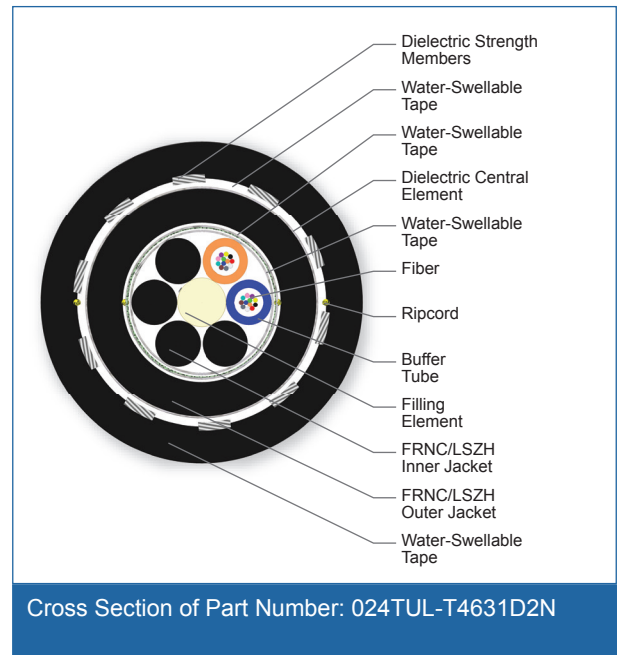 Dielectric Strength
Members
Water-Swellable
Tape
Water-Swellable
Tape
Dielectric Central
Element
Water-Swellable
Tape
Fiber
Ripcord
Buffer
Tube
Filling
Element
FRNC/LSZH
Inner Jacket
FRNC/LSZH
Outer Jacket
Water-Swellable
Tape
Cross Section of Part Number: 024TUL-T4631D2N